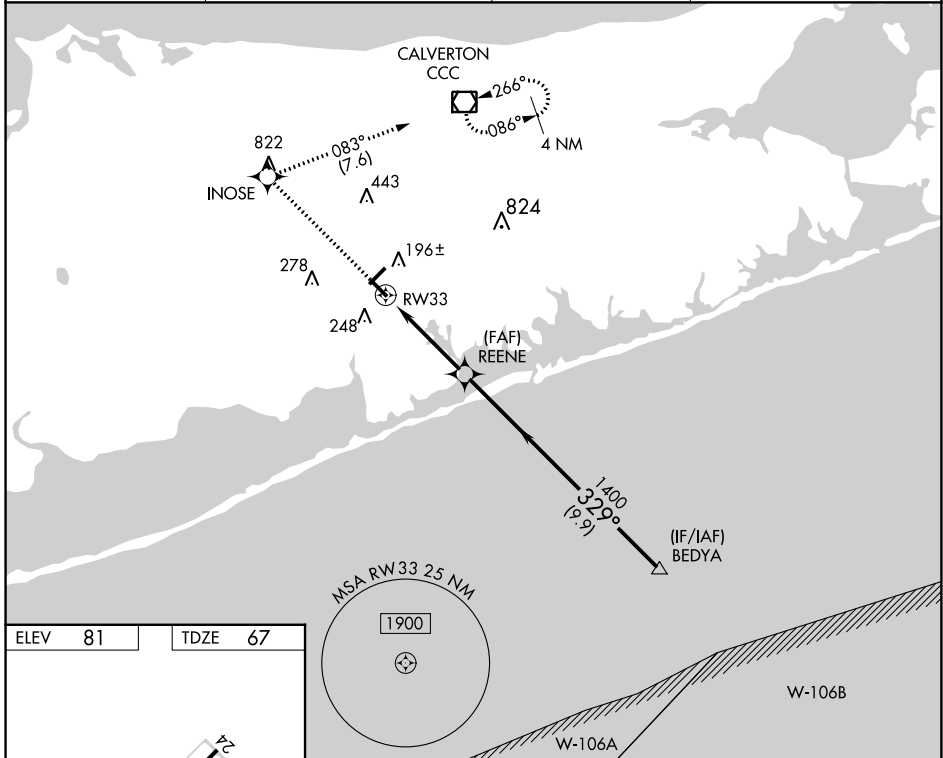 CALVERTON
CCC
266°
086°
4 NM
822
083°
(7.6)
INOSE
443
824
196±
278
RW33
248
(FAF)
REENE
1400
329°
(9.9)
(IF/IAF)
BEDYA
MSA RW33 25 NM
1900
ELEV 81
TDZE 67
W-106B
24
W-106A